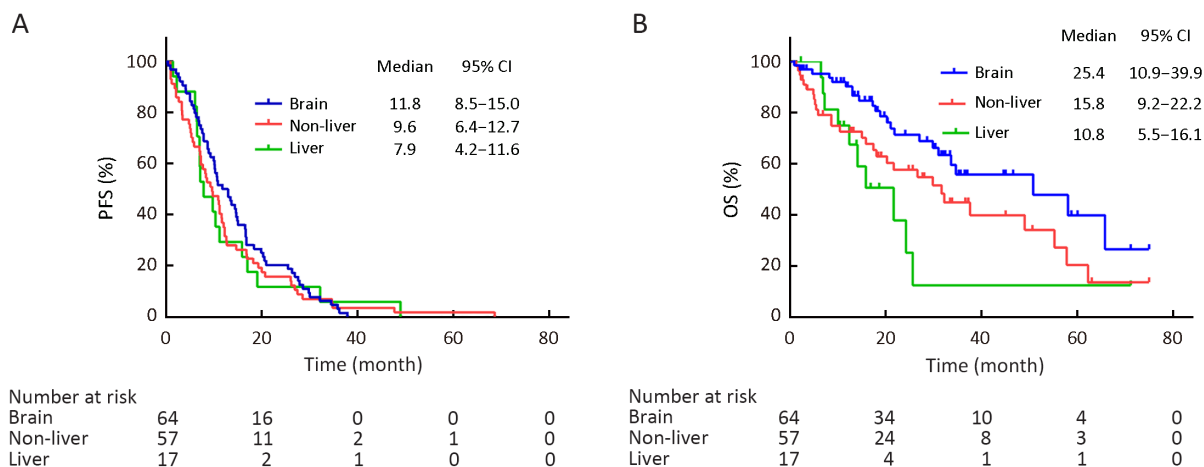 A
PFS (%)
100
80
60
40
20
0
0 20 40 60 80
Time (month)
Median 95% CI
Brain 11.8 8.5–15.0
Non-liver 9.6 6.4–12.7
Liver 7.9 4.2–11.6
Number at risk
Brain 64 16 0 0 0
Non-liver 57 11 2 1 0
Liver 17 2 1 0 0
B
OS (%)
100
80
60
40
20
0
0 20 40 60 80
Time (month)
Median 95% CI
Brain 25.4 10.9–39.9
Non-liver 15.8 9.2–22.2
Liver 10.8 5.5–16.1
Number at risk
Brain 64 34 10 4 0
Non-liver 57 24 8 3 0
Liver 17 4 1 1 0